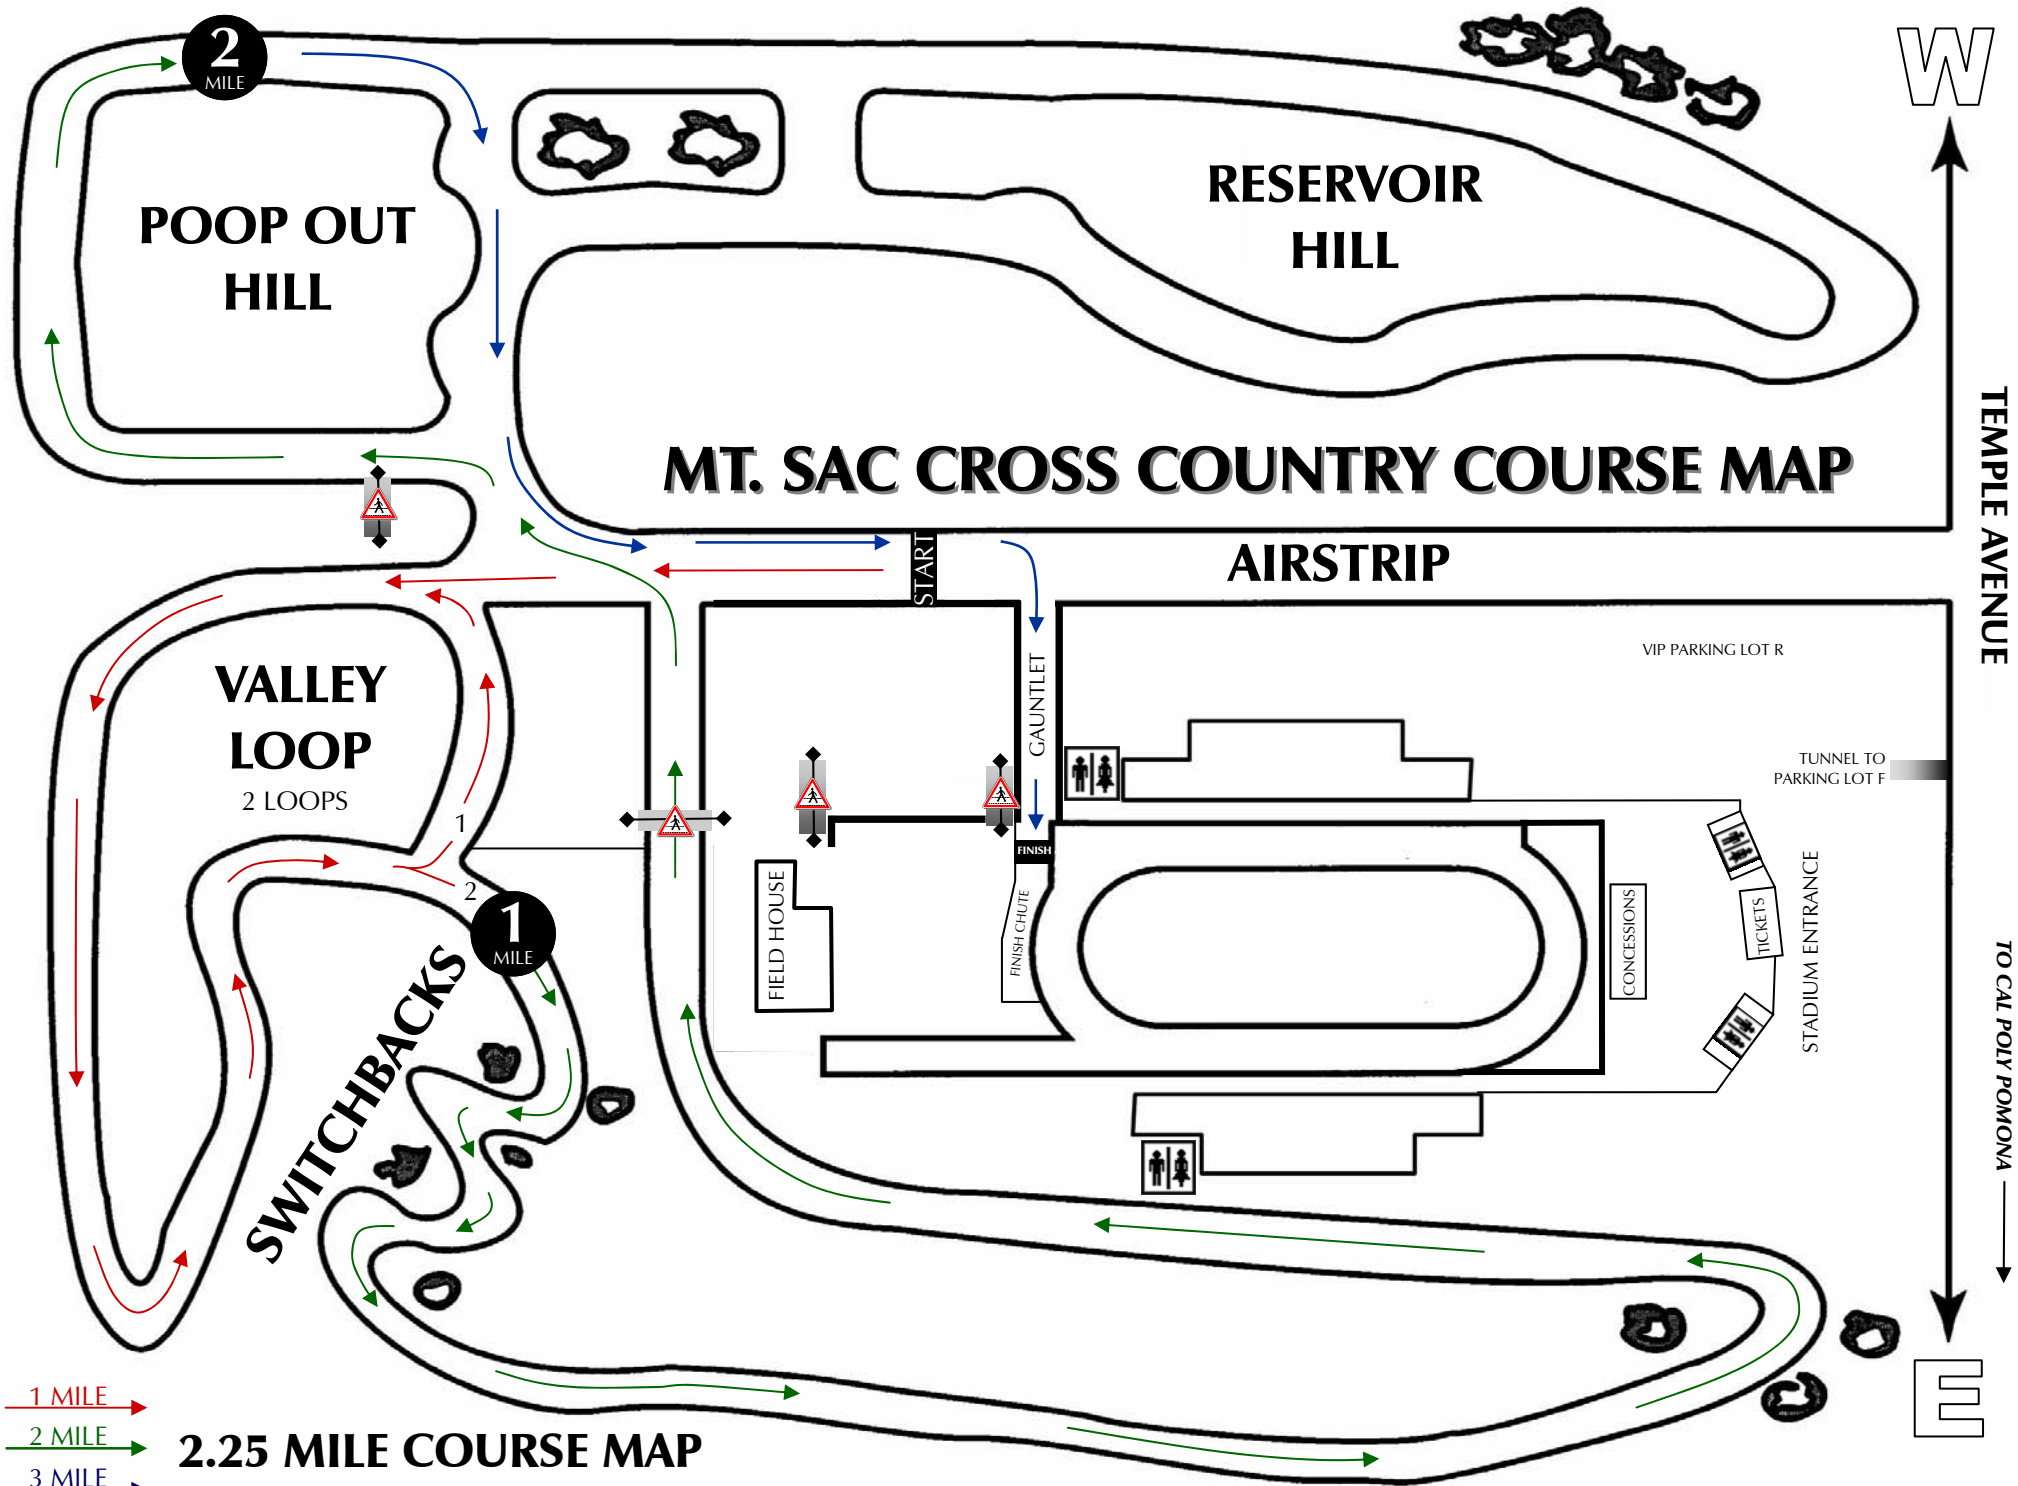 2
MILE
W
POOP OUT
HILL
RESERVOIR
HILL
MT. SAC CROSS COUNTRY COURSE MAP
TEMPLE AVENUE
START
AIRSTRIP
VIP PARKING LOT R
GAUNTLET
VALLEY
LOOP
2 LOOPS
TUNNEL TO
PARKING LOT F
1
2
FINISH
FIELD HOUSE
FINISH CHUTE
CONCESSIONS
TICKETS
STADIUM ENTRANCE
1
MILE
SWITCHBACKS
TO CAL POLY POMONA
E
1 MILE
2 MILE
3 MILE
2.25 MILE COURSE MAP